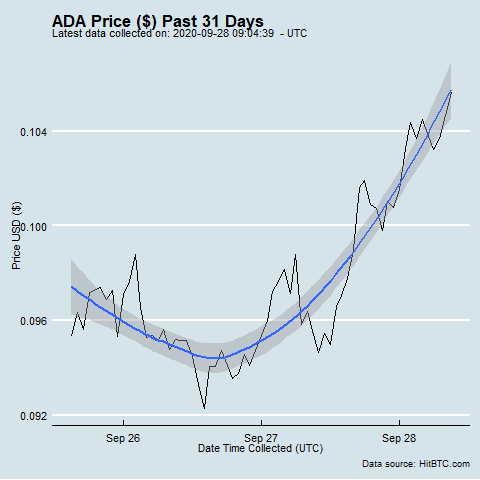 ADA Price ($) Past 31 Days
Latest data collected on: 2020-09-28 09:04:39 - UTC
Price USD ($)
0.104
0.100
0.096
0.092
Sep 26 Sep 27 Sep 28
Date Time Collected (UTC)
Data source: HitBTC.com